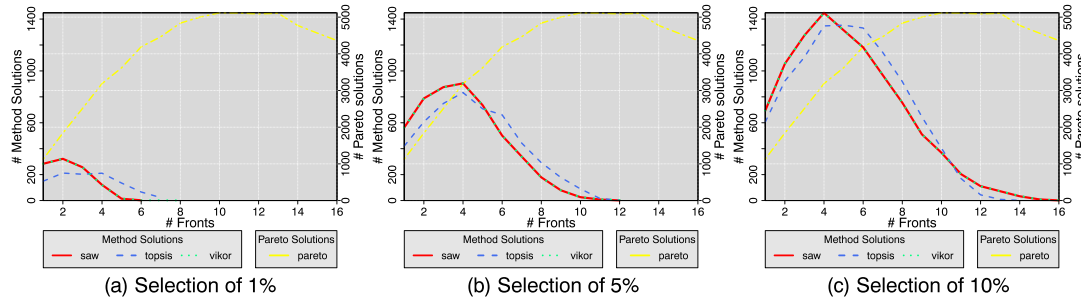 # Method Solutions
200
600
1000
1400
2 4 6 8 10 12 14 16
# Fronts
0 1000 2000 3000 4000 5000
# Pareto solutions
Method Solutions
saw topsis vikor
Pareto Solutions
pareto
(a) Selection of 1%
# Method Solutions
200
600
1000
1400
2 4 6 8 10 12 14 16
# Fronts
0 1000 2000 3000 4000 5000
# Pareto solutions
Method Solutions
saw topsis vikor
Pareto Solutions
pareto
(b) Selection of 5%
# Method Solutions
200
600
1000
1400
2 4 6 8 10 12 14 16
# Fronts
0 1000 2000 3000 4000 5000
# Pareto solutions
Method Solutions
saw topsis vikor
Pareto Solutions
pareto
(c) Selection of 10%